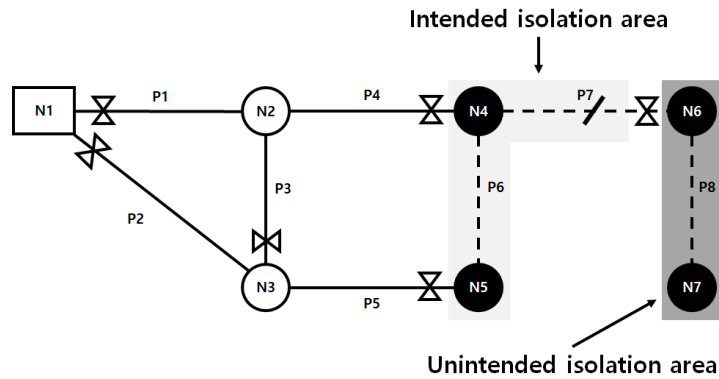 Intended isolation area
P7
N1
P1
N2
P4
N4
N6
P2
P3
P6
P8
N3
P5
N5
N7
Unintended isolation area